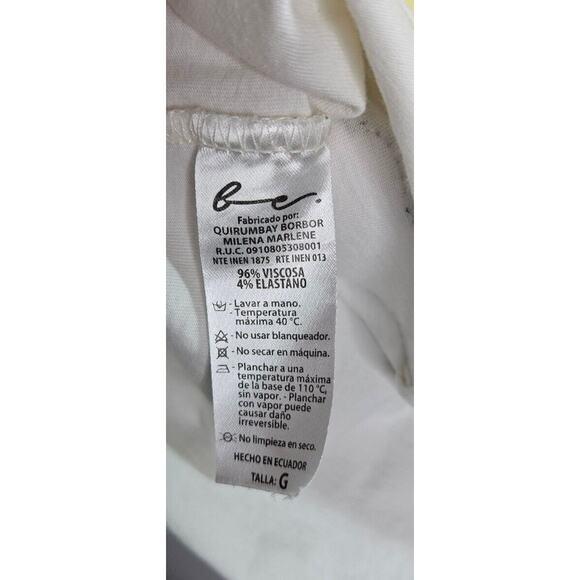 be.
Fabricado por:
QUIRUMBAY BORBOR
MILENA MARLENE
R.U.C. 0910805308001
NTE INEN 1875 RTE INEN 013
96% VISCOSA
4% ELASTANO
- Lavar a mano.
- Temperatura
máxima 40 °C.
- No usar blanqueador.
- No secar en máquina.
- Planchar a una
temperatura máxima
de la base de 110 °C,
sin vapor. - Planchar
con vapor puede
causar daño
irreversible.
No limpieza en seco.
HECHO EN ECUADOR
TALLA: G